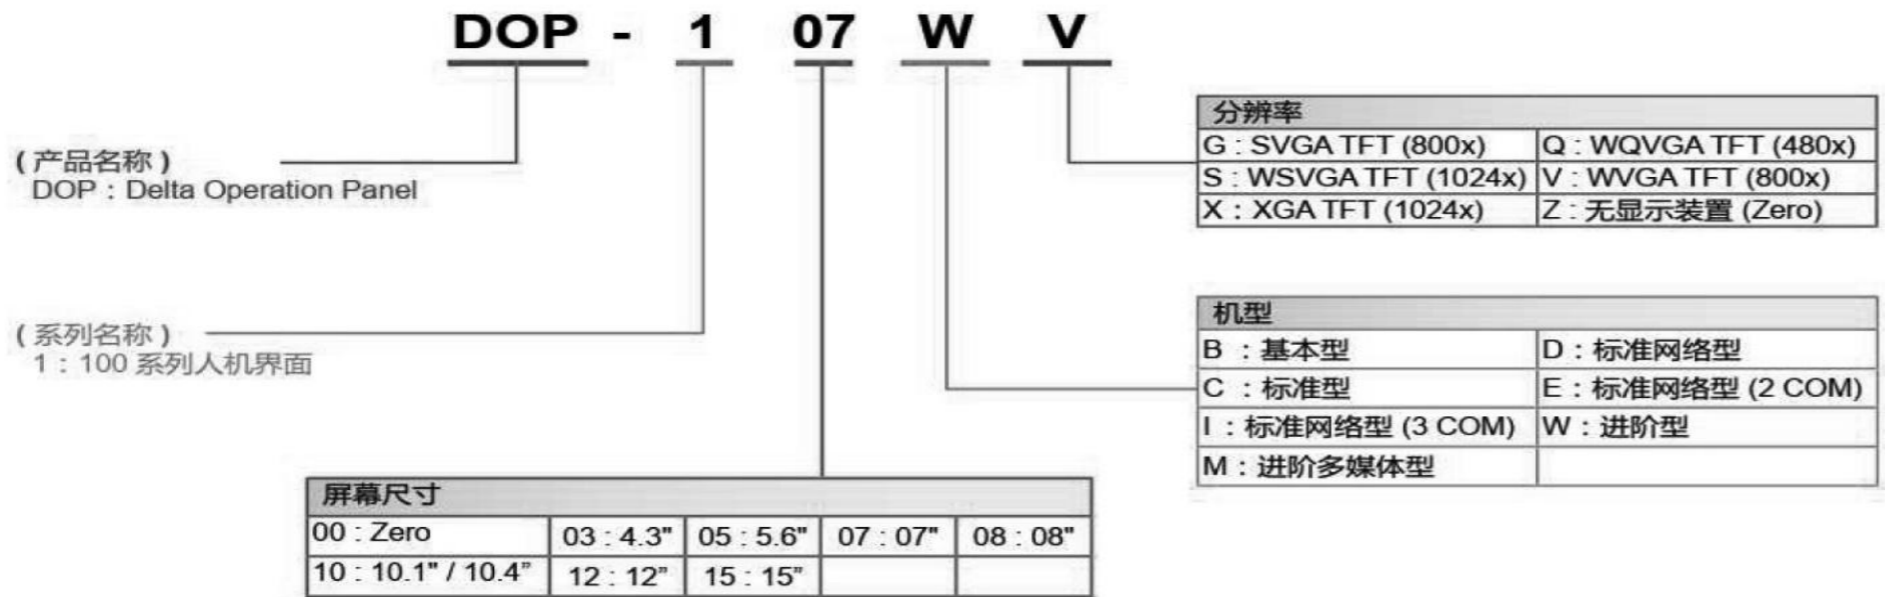 DOP - 1 07 W V
(产品名称)
DOP：Delta Operation Panel
(系列名称)
1：100 系列人机界面
分辨率
G : SVGA TFT (800x) Q : WQVGA TFT (480x)
S : WSVGA TFT (1024x) V : WVGA TFT (800x)
X : XGA TFT (1024x) Z : 无显示装置 (Zero)
机型
B ：基本型 D：标准网络型
C ：标准型 E：标准网络型 (2 COM)
I ：标准网络型 (3 COM) W：进阶型
M：进阶多媒体型
屏幕尺寸
00 : Zero 03 : 4.3" 05 : 5.6" 07 : 07" 08 : 08"
10 : 10.1" / 10.4” 12 : 12” 15 : 15”